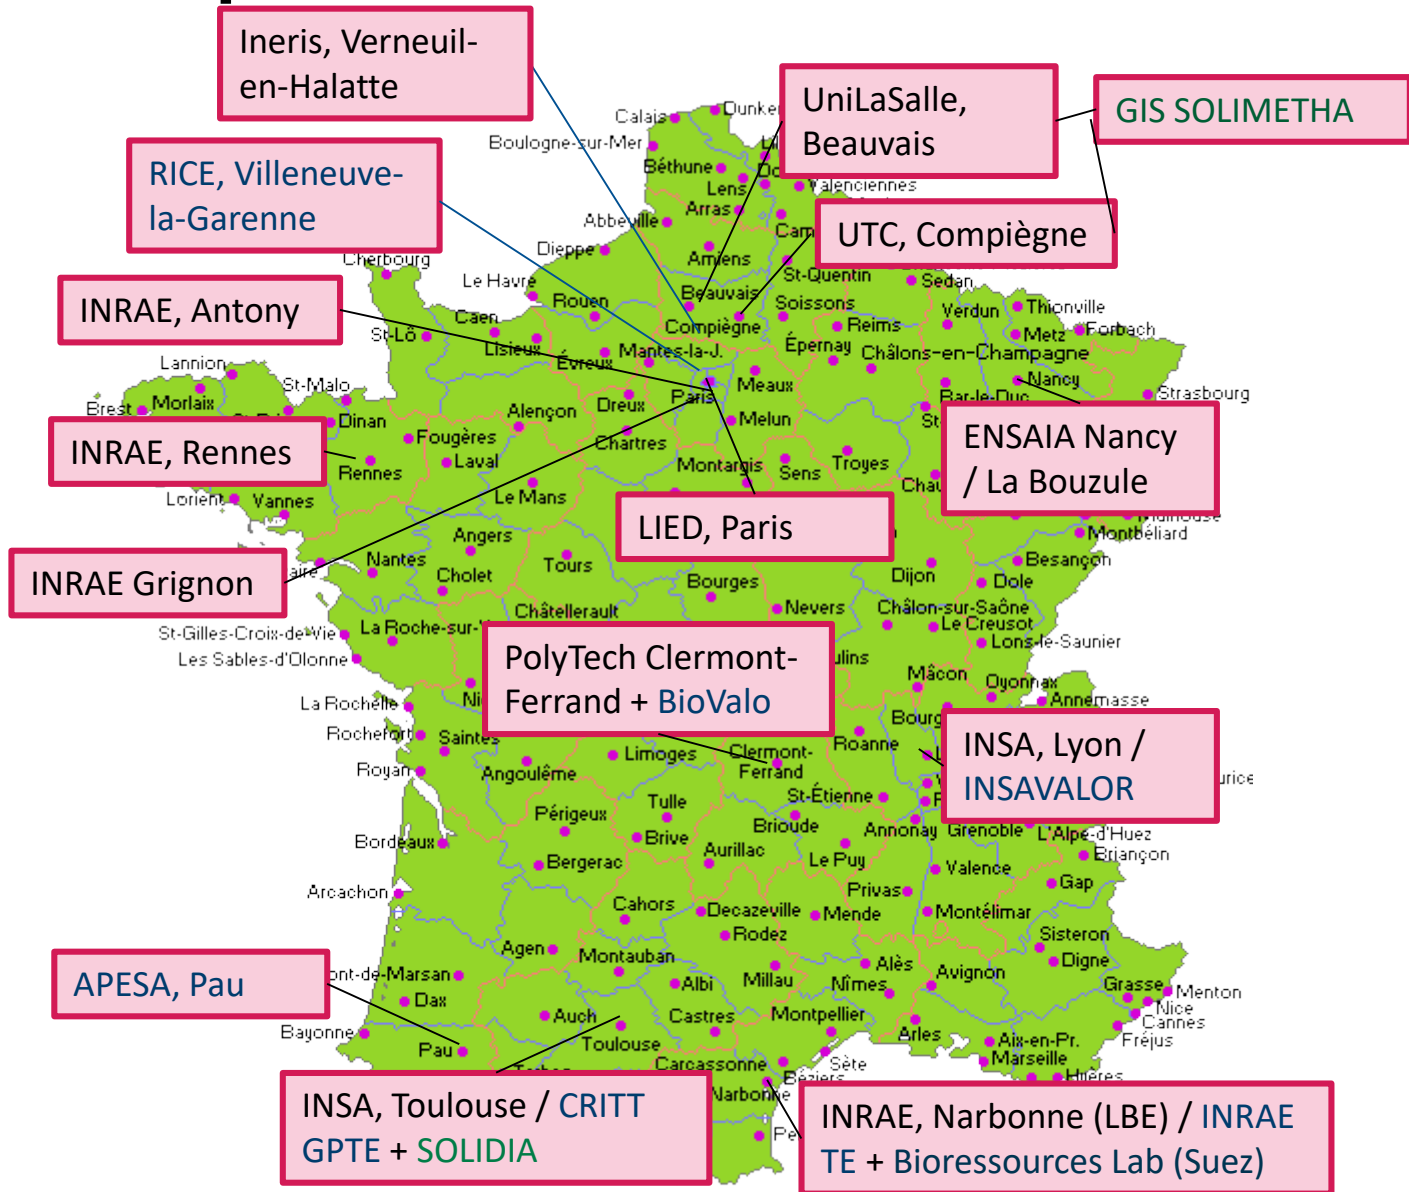 Ineris, Verneuil-
en-Halatte
UniLaSalle,
Beauvais
GIS SOLIMETHA
RICE, Villeneuve-
la-Garenne
UTC, Compiègne
INRAE, Antony
INRAE, Rennes
ENSAIA Nancy
/ La Bouzule
LIED, Paris
INRAE Grignon
PolyTech Clermont-
Ferrand + BioValo
INSA, Lyon /
INSAVALOR
APESA, Pau
INSA, Toulouse / CRITT
GPTE + SOLIDIA
INRAE, Narbonne (LBE) / INRAE
TE + Bioressources Lab (Suez)
Calais
Boulogne-sur-Mer
Béthune
Lens
Valenciennes
Arras
Abbeville
Dieppe
Amiens
St-Quentin
Sedan
Cherbourg
Le Havre
Rouen
Beauvais
Soissons
Compiègne
Reims
Verdun
Thionville
Metz
Forbach
Caen
St-Lô
Lisieux
Évreux
Mantes-la-J.
Épernay
Châlons-en-Champagne
Lannion
Paris
Meaux
Nancy
Bar-le-Duc
Strasbourg
Brest
Morlaix
St-Malo
Dinan
Alençon
Dreux
Melun
Fougères
Chartres
Rennes
Laval
Montargis
Sens
Troyes
Lorient
Vannes
Le Mans
Mulhouse
Montbéliard
Angers
Nantes
Cholet
Tours
Bourges
Dijon
Besançon
Dole
Châtellerault
Nevers
Châlon-sur-Saône
Le Creusot
Lons-le-Saunier
St-Gilles-Croix-de-Vie
Les Sables-d'Olonne
Mâcon
Oyonnax
Annemasse
La Rochelle
Rochefort
Saintes
Royan
Angoulême
Limoges
Clermont-
Ferrand
Roanne
St-Étienne
Périgueux
Tulle
Brive
Brioude
Annonay
Grenoble
L'Alpe-d'Huez
Briançon
Bordeaux
Bergerac
Aurillac
Le Puy
Valence
Privas
Gap
Arcachon
Cahors
Decazeville
Mende
Montélimar
Rodez
Sisteron
Digne
Agen
Montauban
Albi
Millau
Alès
Nîmes
Avignon
Grasse
Menton
Nice
Cannes
Fréjus
Dax
Bayonne
Pau
Auch
Toulouse
Castres
Montpellier
Arles
Aix-en-Pr.
Marseille
Hyères
Carcassonne
Sète
Béziers
Narbonne